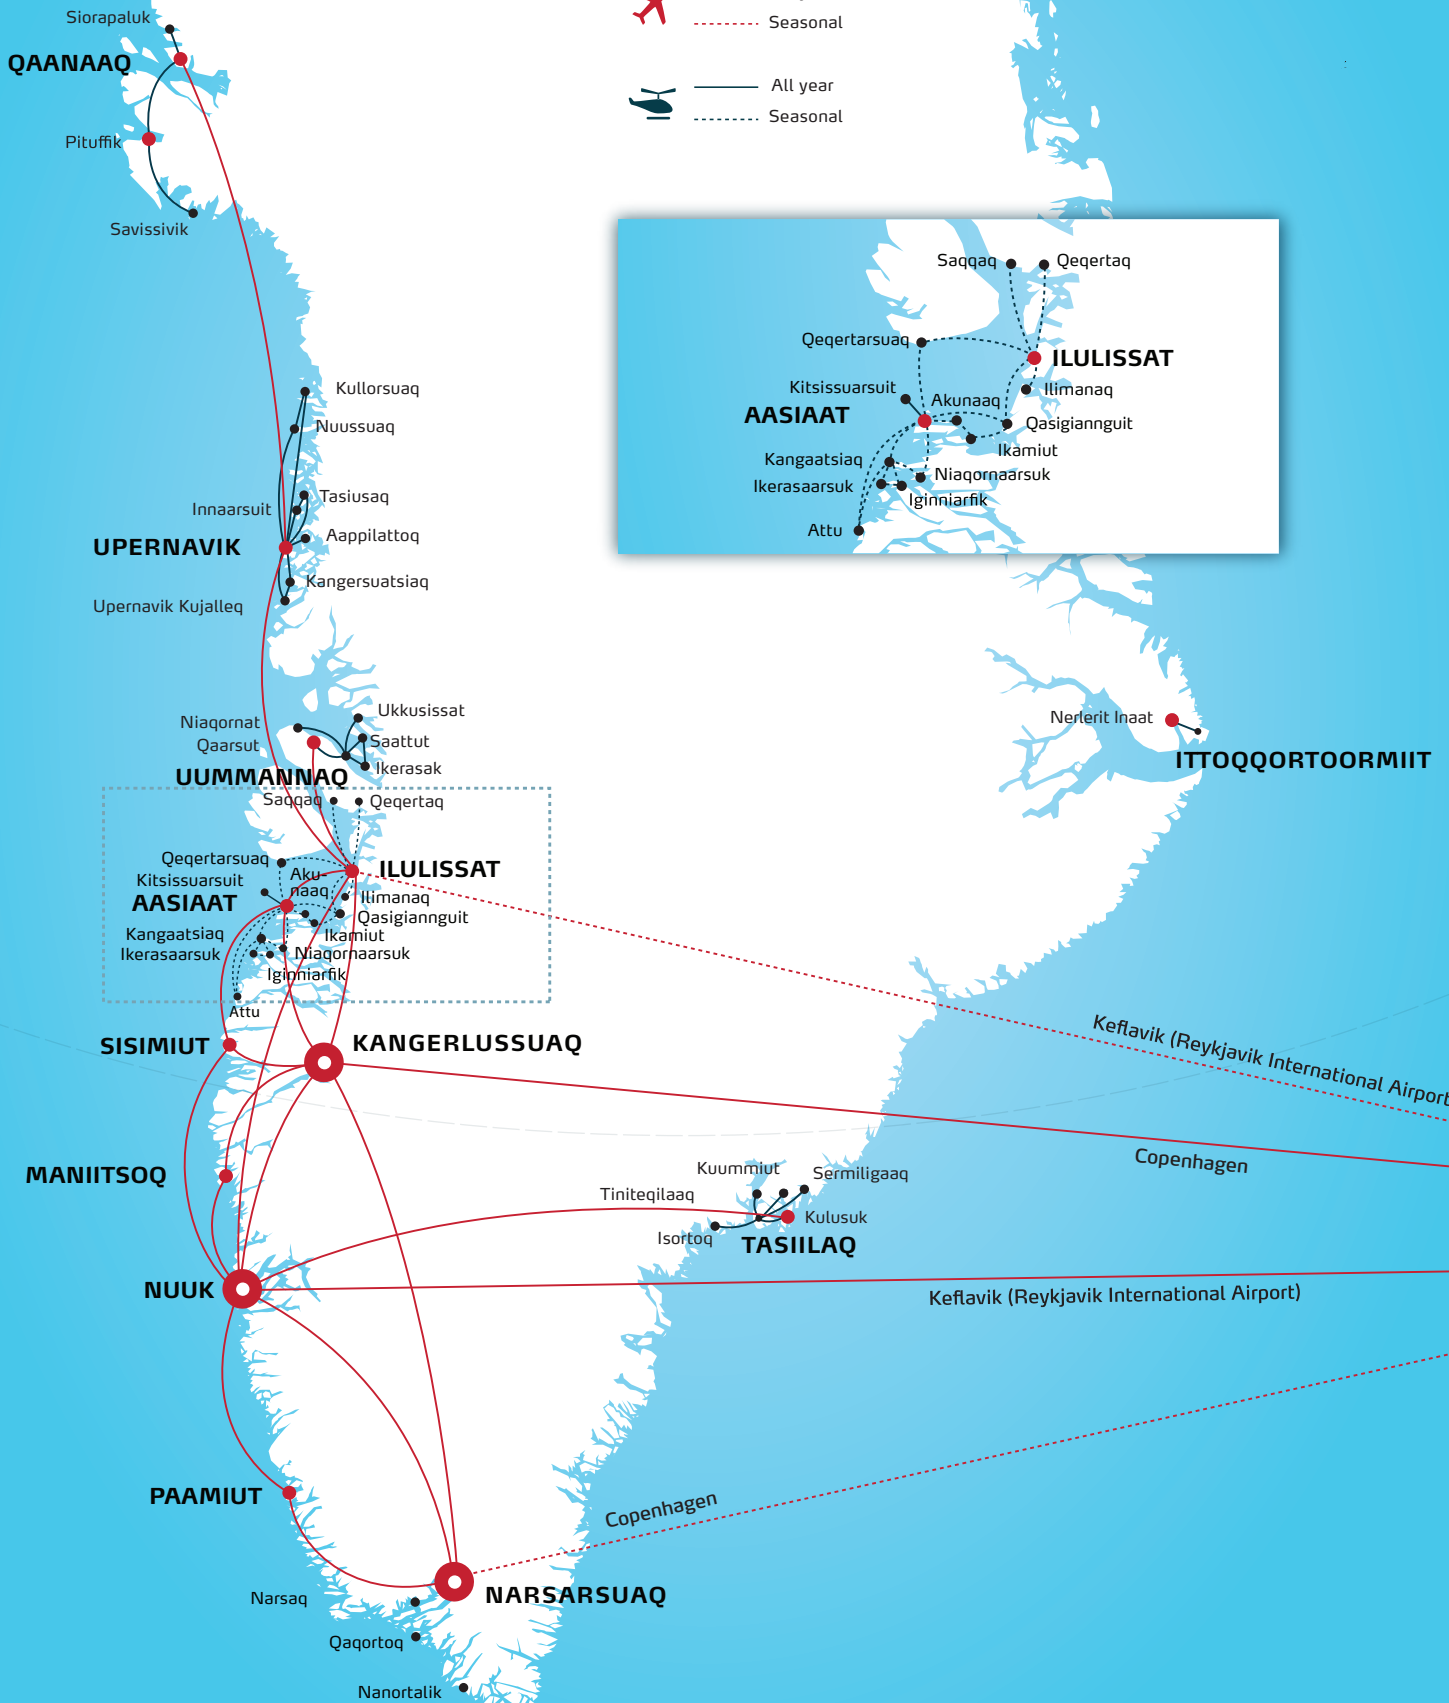 Siorapaluk
Seasonal
QAANAAQ
All year
Seasonal
Pituffik
Savissivik
Saqqaq
Qeqertaq
Qeqertarsuaq
ILULISSAT
Kitsissuarsuit
Ilimanaq
Akunaaq
AASIAAT
Qasigiannguit
Ikamiut
Kangaatsiaq
Niaqornaarsuk
Ikerasaarsuk
Iginniarfik
Attu
Kullorsuaq
Nuussuaq
Tasiusaq
Innaarsuit
Aappilattoq
UPERNAVIK
Kangersuatsiaq
Upernavik Kujalleq
Ukkusissat
Niaqornat
Qaarsut
Saattut
Ikerasak
UUMMANNAQ
Nerlerit Inaat
ITTOQQORTOORMIIT
Saqqaq
Qeqertaq
Qeqertarsuaq
ILULISSAT
Aku-
naaq
Kitsissuarsuit
AASIAAT
Ilimanaq
Qasigiannguit
Kangaatsiaq
Ikamiut
Ikerasaarsuk
Niaqornaarsuk
Iginniarfik
Attu
SISIMIUT
KANGERLUSSUAQ
Keflavik (Reykjavik International Airport
Copenhagen
MANIITSOQ
Kuummiut
Sermiligaaq
Tiniteqilaaq
Kulusuk
Isortoq
TASIILAQ
NUUK
Keflavik (Reykjavik International Airport)
PAAMIUT
Copenhagen
NARSARSUAQ
Narsaq
Qaqortoq
Nanortalik